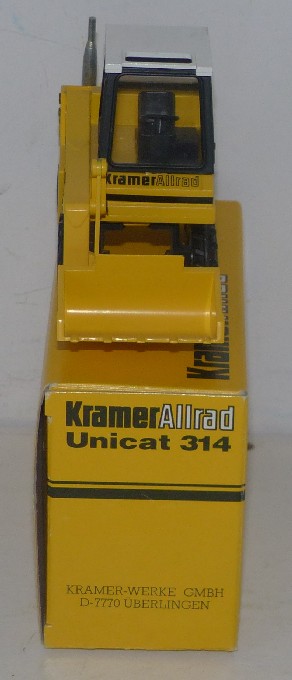 KramerAllrad
KramerAllrad
Unicat 314
KRAMER-WERKE GMBH
D-7770 ÜBERLINGEN